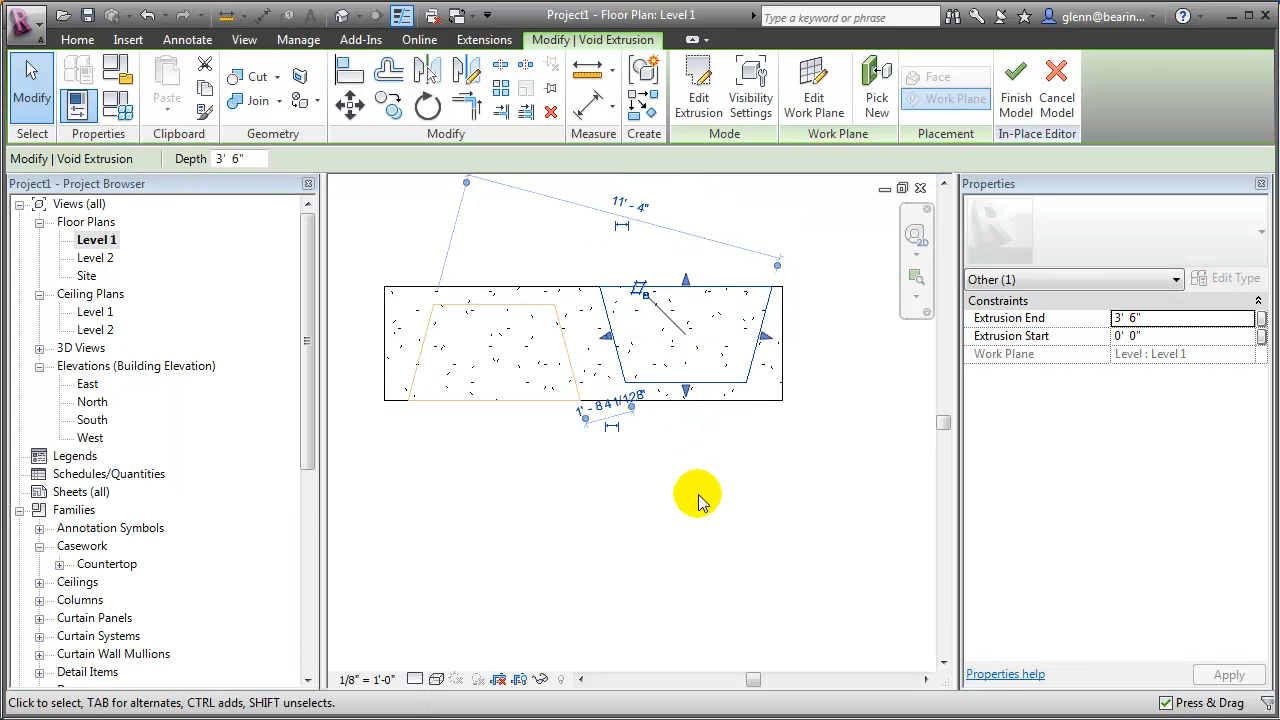 Project1 - Floor Plan: Level 1
Type a keyword or phrase
glenn@bearin...
Home Insert Annotate View Manage Add-Ins Online Extensions Modify | Void Extrusion
Modify
Paste
Cut
Join
Edit Extrusion
Visibility Settings
Edit Work Plane
Pick New
Face
Work Plane
Finish Model
Cancel Model
Select Properties Clipboard Geometry Modify Measure Create Mode Work Plane Placement In-Place Editor
Modify | Void Extrusion Depth 3' 6"
Project1 - Project Browser
Views (all)
Floor Plans
Level 1
Level 2
Site
Ceiling Plans
Level 1
Level 2
3D Views
Elevations (Building Elevation)
East
North
South
West
Legends
Schedules/Quantities
Sheets (all)
Families
Annotation Symbols
Casework
Countertop
Ceilings
Columns
Curtain Panels
Curtain Systems
Curtain Wall Mullions
Detail Items
11' - 4"
1' - 8 41/128"
2D
1/8" = 1'-0"
Properties
Other (1)
Edit Type
Constraints
Extrusion End 3' 6"
Extrusion Start 0' 0"
Work Plane Level : Level 1
Properties help
Apply
Click to select, TAB for alternates, CTRL adds, SHIFT unselects.
Press & Drag